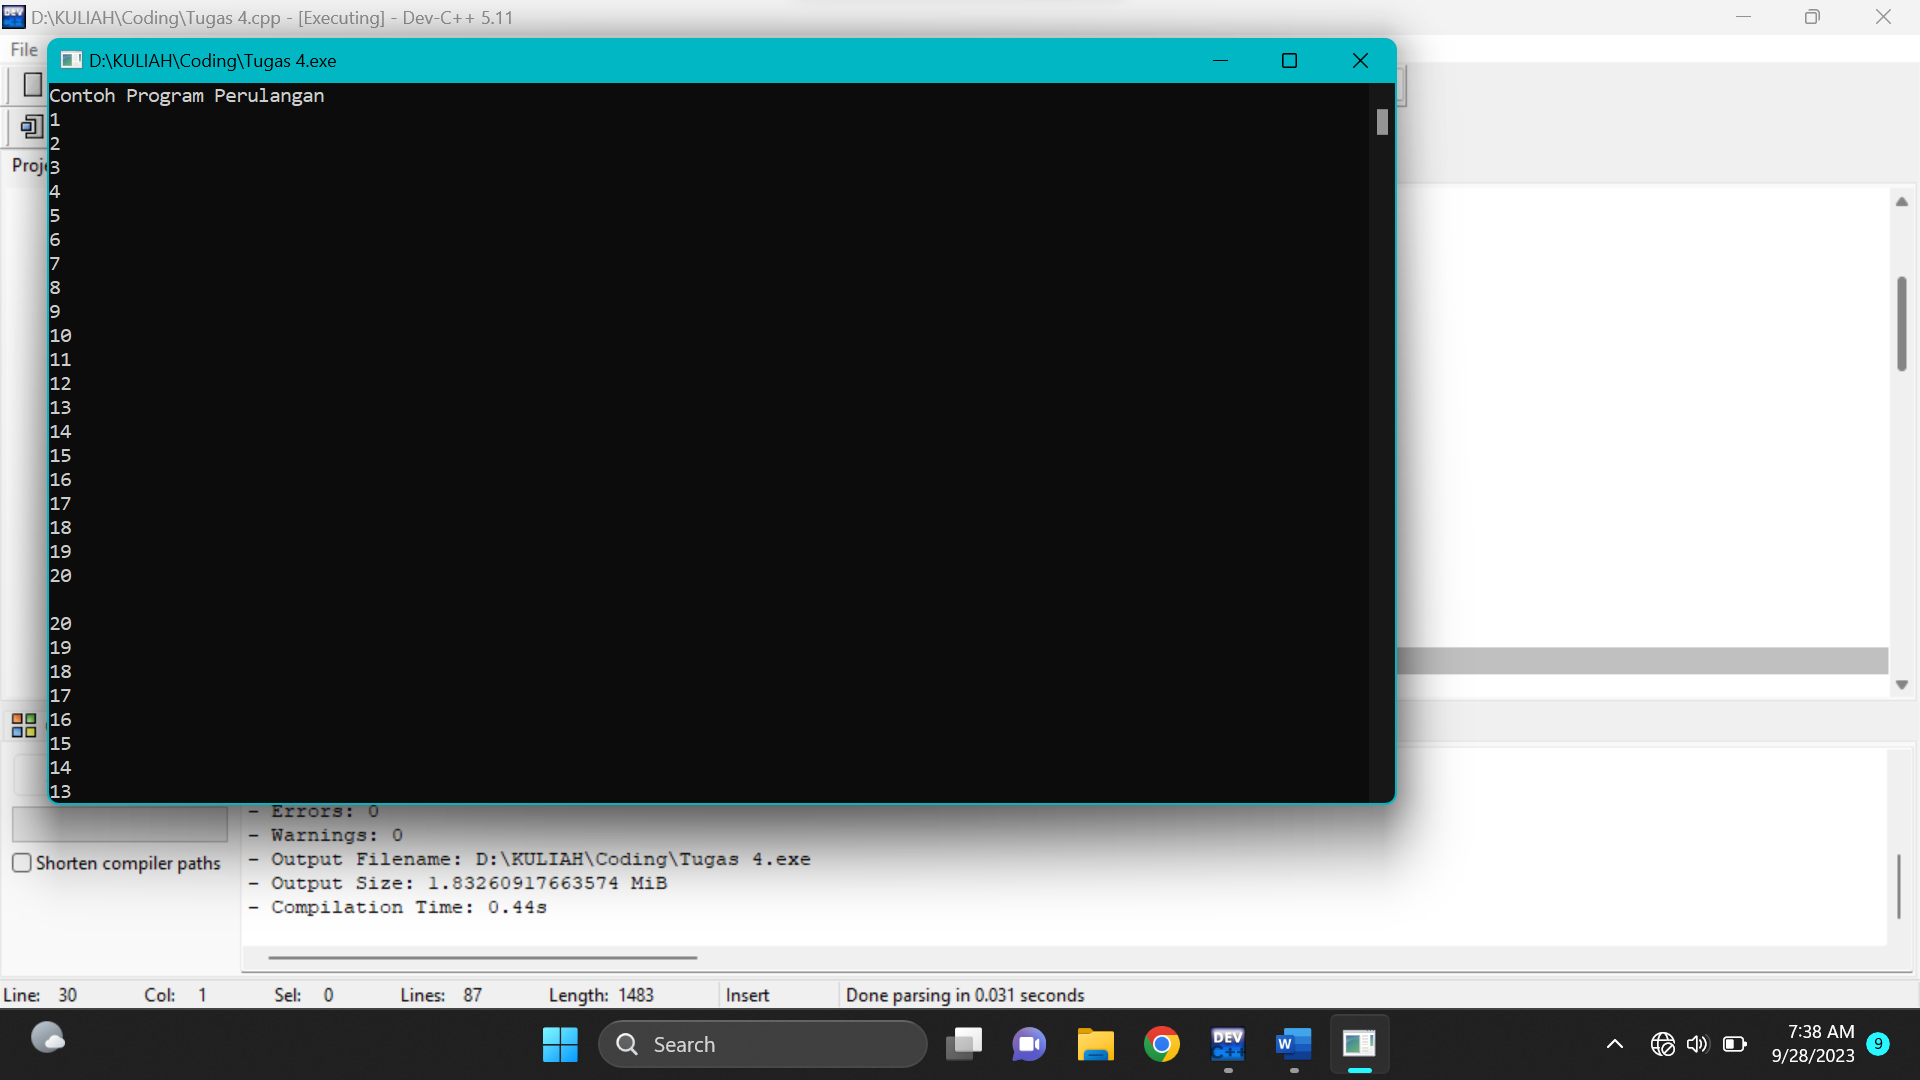 D:\KULIAH\Coding\Tugas 4.cpp - [Executing] - Dev-C++ 5.11
File
D:\KULIAH\Coding\Tugas 4.exe
Contoh Program Perulangan
1
2
3
4
5
6
7
8
9
10
11
12
13
14
15
16
17
18
19
20
20
19
18
17
16
15
14
13
- Errors: 0
- Warnings: 0
- Output Filename: D:\KULIAH\Coding\Tugas 4.exe
- Output Size: 1.83260917663574 MiB
- Compilation Time: 0.44s
Shorten compiler paths
Line: 30 Col: 1 Sel: 0 Lines: 87 Length: 1483 Insert Done parsing in 0.031 seconds
Search
DEV C++
W
7:38 AM
9/28/2023
9